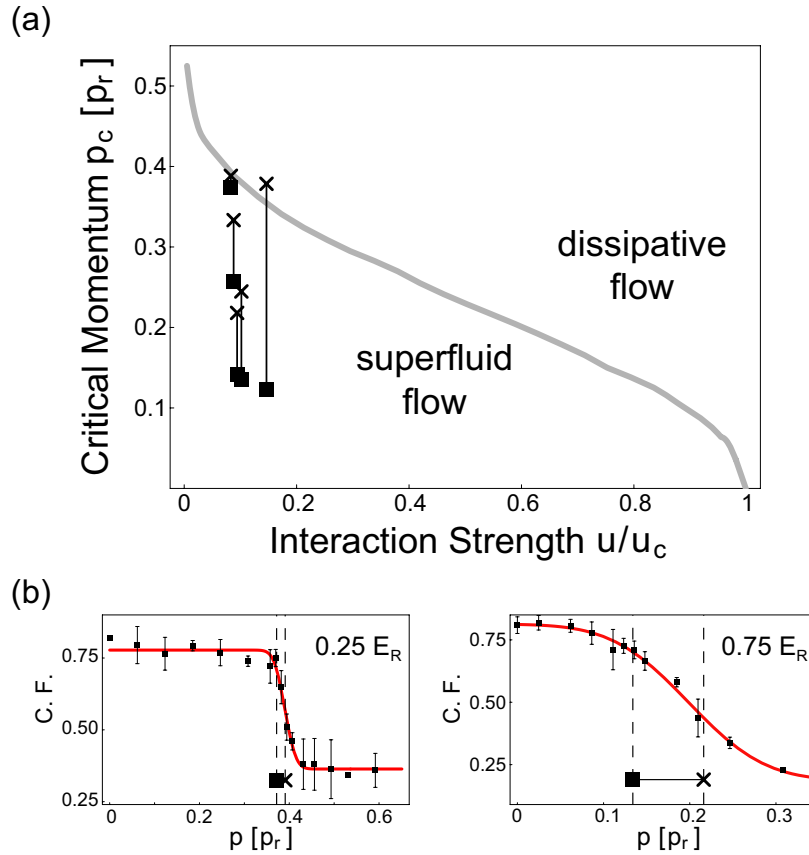 (a)
Critical Momentum p_c [p_r]
0.5
0.4
0.3
0.2
0.1
dissipative
flow
superfluid
flow
0 0.2 0.4 0.6 0.8 1
Interaction Strength u/u_c
(b)
C. F.
0.75
0.50
0.25
0.25 E_R
0.0 0.2 0.4 0.6
p [p_r]
C. F.
0.75
0.50
0.25
0.75 E_R
0.0 0.1 0.2 0.3
p [p_r]